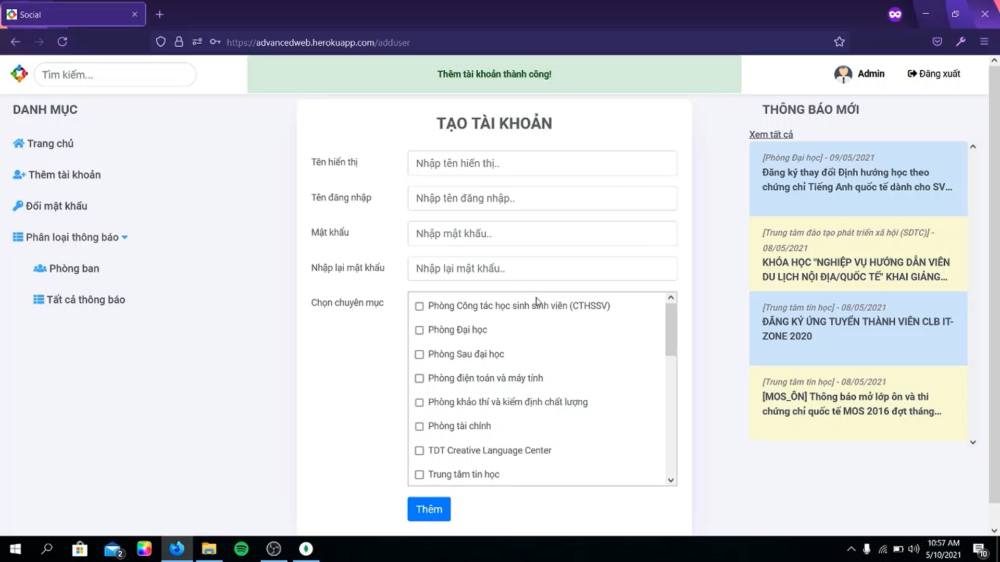 Social
https://advancedweb.herokuapp.com/adduser
Tìm kiếm...
Thêm tài khoản thành công!
Admin
Đăng xuất
DANH MỤC
Trang chủ
Thêm tài khoản
Đổi mật khẩu
Phân loại thông báo
Phòng ban
Tất cả thông báo
TẠO TÀI KHOẢN
Tên hiển thị
Nhập tên hiển thị..
Tên đăng nhập
Nhập tên đăng nhập..
Mật khẩu
Nhập mật khẩu..
Nhập lại mật khẩu
Nhập lại mật khẩu..
Chọn chuyên mục
Phòng Công tác học sinh sinh viên (CTHSSV)
Phòng Đại học
Phòng Sau đại học
Phòng điện toán và máy tính
Phòng khảo thí và kiểm định chất lượng
Phòng tài chính
TDT Creative Language Center
Trung tâm tin học
Thêm
THÔNG BÁO MỚI
Xem tất cả
[Phòng Đại học] - 09/05/2021
Đăng ký thay đổi Định hướng học theo
chứng chỉ Tiếng Anh quốc tế dành cho SV...
[Trung tâm đào tạo phát triển xã hội (SDTC)] -
08/05/2021
KHÓA HỌC "NGHIỆP VỤ HƯỚNG DẪN VIÊN
DU LỊCH NỘI ĐỊA/QUỐC TẾ" KHAI GIẢNG...
[Trung tâm tin học] - 08/05/2021
ĐĂNG KÝ ỨNG TUYỂN THÀNH VIÊN CLB IT-
ZONE 2020
[Trung tâm tin học] - 08/05/2021
[MOS_ÔN] Thông báo mở lớp ôn và thi
chứng chỉ quốc tế MOS 2016 đợt tháng...
2
10:57 AM
5/10/2021
10